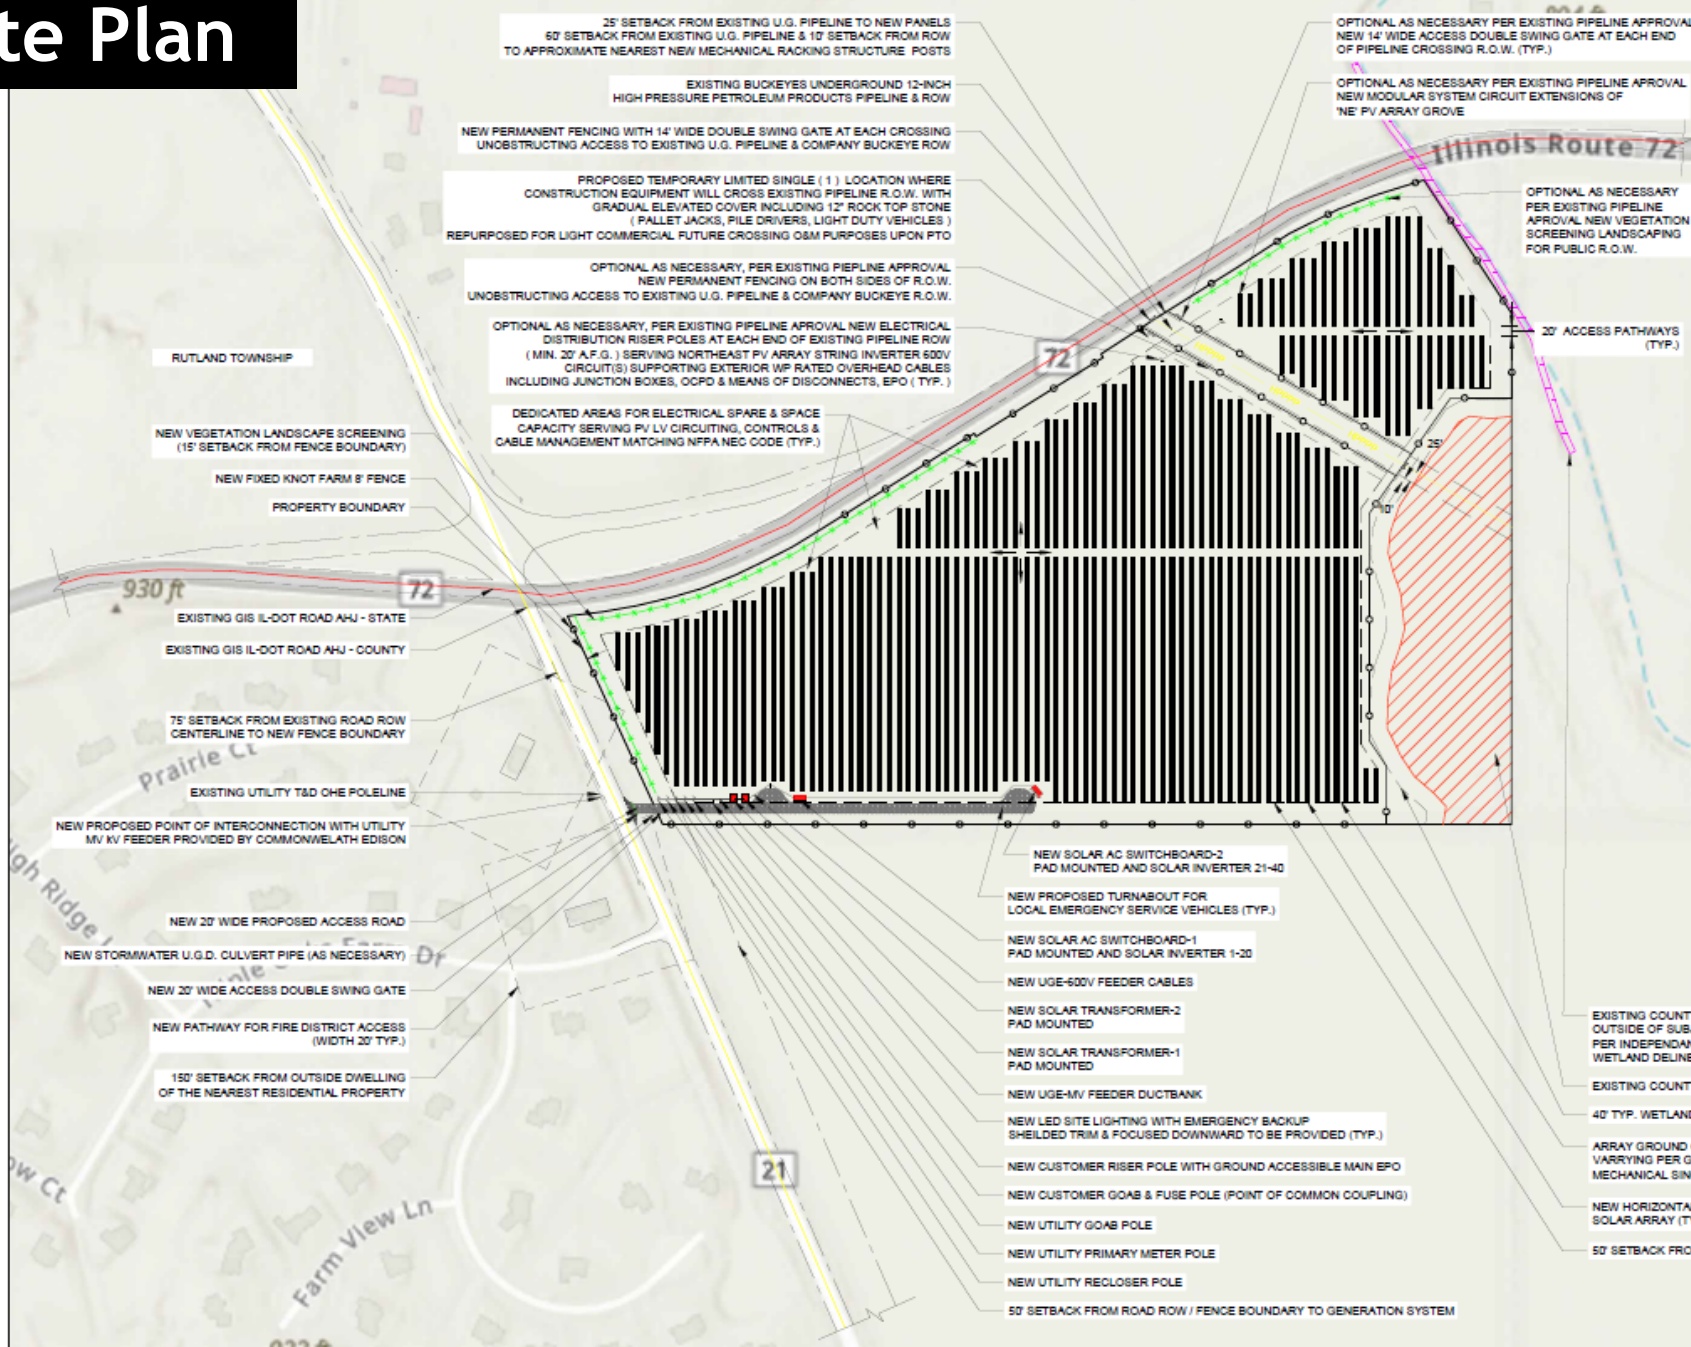 te Plan
25' SETBACK FROM EXISTING U.G. PIPELINE TO NEW PANELS
60' SETBACK FROM EXISTING U.G. PIPELINE & 10' SETBACK FROM ROW
TO APPROXIMATE NEAREST NEW MECHANICAL RACKING STRUCTURE POSTS
EXISTING BUCKEYES UNDERGROUND 12-INCH
HIGH PRESSURE PETROLEUM PRODUCTS PIPELINE & ROW
NEW PERMANENT FENCING WITH 14' WIDE DOUBLE SWING GATE AT EACH CROSSING
UNOBSTRUCTING ACCESS TO EXISTING U.G. PIPELINE & COMPANY BUCKEYE ROW
PROPOSED TEMPORARY LIMITED SINGLE ( 1 ) LOCATION WHERE
CONSTRUCTION EQUIPMENT WILL CROSS EXISTING PIPELINE R.O.W. WITH
GRADUAL ELEVATED COVER INCLUDING 12" ROCK TOP STONE
( PALLET JACKS, PILE DRIVERS, LIGHT DUTY VEHICLES )
REPURPOSED FOR LIGHT COMMERCIAL FUTURE CROSSING O&M PURPOSES UPON PTO
OPTIONAL AS NECESSARY, PER EXISTING PIEPLINE APPROVAL
NEW PERMANENT FENCING ON BOTH SIDES OF R.O.W.
UNOBSTRUCTING ACCESS TO EXISTING U.G. PIPELINE & COMPANY BUCKEYE R.O.W.
OPTIONAL AS NECESSARY, PER EXISTING PIPELINE APROVAL NEW ELECTRICAL
DISTRIBUTION RISER POLES AT EACH END OF EXISTING PIPELINE ROW
( MIN. 20' A.F.G. ) SERVING NORTHEAST PV ARRAY STRING INVERTER 600V
CIRCUIT(S) SUPPORTING EXTERIOR WP RATED OVERHEAD CABLES
INCLUDING JUNCTION BOXES, OCPD & MEANS OF DISCONNECTS, EPO ( TYP. )
DEDICATED AREAS FOR ELECTRICAL SPARE & SPACE
CAPACITY SERVING PV LV CIRCUITING, CONTROLS &
CABLE MANAGEMENT MATCHING NFPA NEC CODE (TYP.)
OPTIONAL AS NECESSARY PER EXISTING PIPELINE APPROVAL
NEW 14' WIDE ACCESS DOUBLE SWING GATE AT EACH END
OF PIPELINE CROSSING R.O.W. (TYP.)
OPTIONAL AS NECESSARY PER EXISTING PIPELINE APROVAL
NEW MODULAR SYSTEM CIRCUIT EXTENSIONS OF
'NE' PV ARRAY GROVE
Illinois Route 72
OPTIONAL AS NECESSARY
PER EXISTING PIPELINE
APROVAL NEW VEGETATION
SCREENING LANDSCAPING
FOR PUBLIC R.O.W.
20' ACCESS PATHWAYS
(TYP.)
72
25'
10'
RUTLAND TOWNSHIP
NEW VEGETATION LANDSCAPE SCREENING
(15' SETBACK FROM FENCE BOUNDARY)
NEW FIXED KNOT FARM 8' FENCE
PROPERTY BOUNDARY
930 ft
72
EXISTING GIS IL-DOT ROAD AHJ - STATE
EXISTING GIS IL-DOT ROAD AHJ - COUNTY
75' SETBACK FROM EXISTING ROAD ROW
CENTERLINE TO NEW FENCE BOUNDARY
Prairie Ct
EXISTING UTILITY T&D OHE POLELINE
NEW PROPOSED POINT OF INTERCONNECTION WITH UTILITY
MV kV FEEDER PROVIDED BY COMMONWELATH EDISON
gh Ridge
NEW 20' WIDE PROPOSED ACCESS ROAD
NEW STORMWATER U.G.D. CULVERT PIPE (AS NECESSARY)
Dr
NEW 20' WIDE ACCESS DOUBLE SWING GATE
NEW PATHWAY FOR FIRE DISTRICT ACCESS
(WIDTH 20' TYP.)
150' SETBACK FROM OUTSIDE DWELLING
OF THE NEAREST RESIDENTIAL PROPERTY
ow Ct
Farm View Ln
21
NEW SOLAR AC SWITCHBOARD-2
PAD MOUNTED AND SOLAR INVERTER 21-40
NEW PROPOSED TURNABOUT FOR
LOCAL EMERGENCY SERVICE VEHICLES (TYP.)
NEW SOLAR AC SWITCHBOARD-1
PAD MOUNTED AND SOLAR INVERTER 1-20
NEW UGE-600V FEEDER CABLES
NEW SOLAR TRANSFORMER-2
PAD MOUNTED
NEW SOLAR TRANSFORMER-1
PAD MOUNTED
NEW UGE-MV FEEDER DUCTBANK
NEW LED SITE LIGHTING WITH EMERGENCY BACKUP
SHEILDED TRIM & FOCUSED DOWNWARD TO BE PROVIDED (TYP.)
NEW CUSTOMER RISER POLE WITH GROUND ACCESSIBLE MAIN EPO
NEW CUSTOMER GOAB & FUSE POLE (POINT OF COMMON COUPLING)
NEW UTILITY GOAB POLE
NEW UTILITY PRIMARY METER POLE
NEW UTILITY RECLOSER POLE
50' SETBACK FROM ROAD ROW / FENCE BOUNDARY TO GENERATION SYSTEM
EXISTING COUNT
OUTSIDE OF SUB
PER INDEPENDAN
WETLAND DELINE
EXISTING COUNT
40' TYP. WETLAND
ARRAY GROUND
VARRYING PER G
MECHANICAL SIN
NEW HORIZONTA
SOLAR ARRAY (T
50' SETBACK FRO